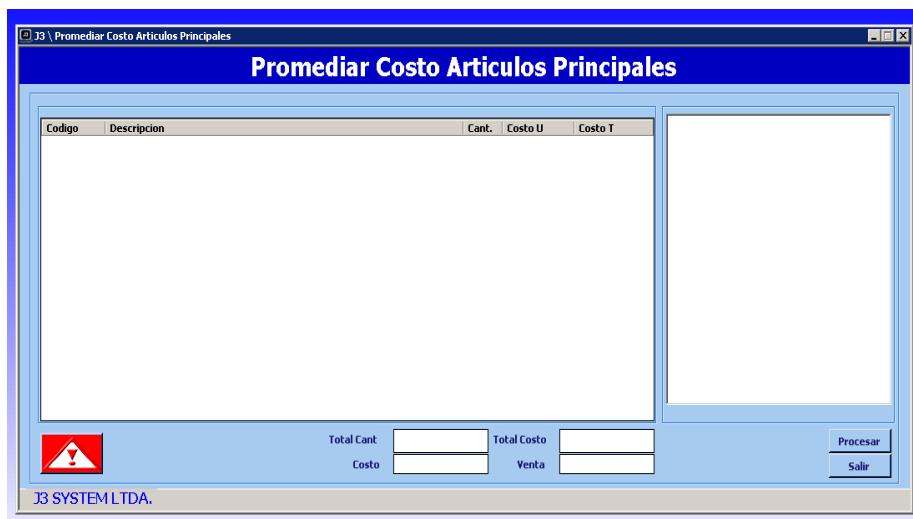 J3 \ Promediar Costo Articulos Principales
Promediar Costo Articulos Principales
Codigo Descripcion Cant. Costo U Costo T
Total Cant Total Costo Procesar
Costo Venta Salir
J3 SYSTEM LTDA.